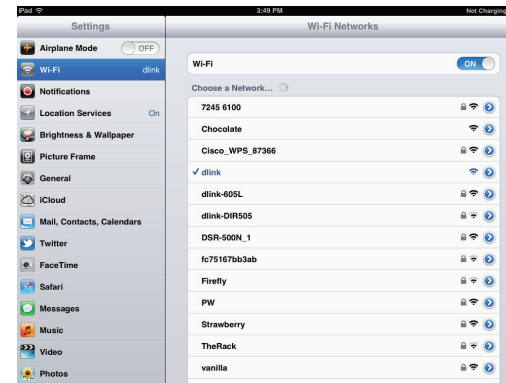 iPad 3:49 PM Not Charging
Settings
Airplane Mode OFF
Wi-Fi dlink
Notifications
Location Services On
Brightness & Wallpaper
Picture Frame
General
iCloud
Mail, Contacts, Calendars
Twitter
FaceTime
Safari
Messages
Music
Video
Photos
Wi-Fi Networks
Wi-Fi ON
Choose a Network...
7245 6100
Chocolate
Cisco_WPS_87366
dlink
dlink-605L
dlink-DIR505
DSR-500N_1
fc75167bb3ab
Firefly
PW
Strawberry
TheRack
vanilla